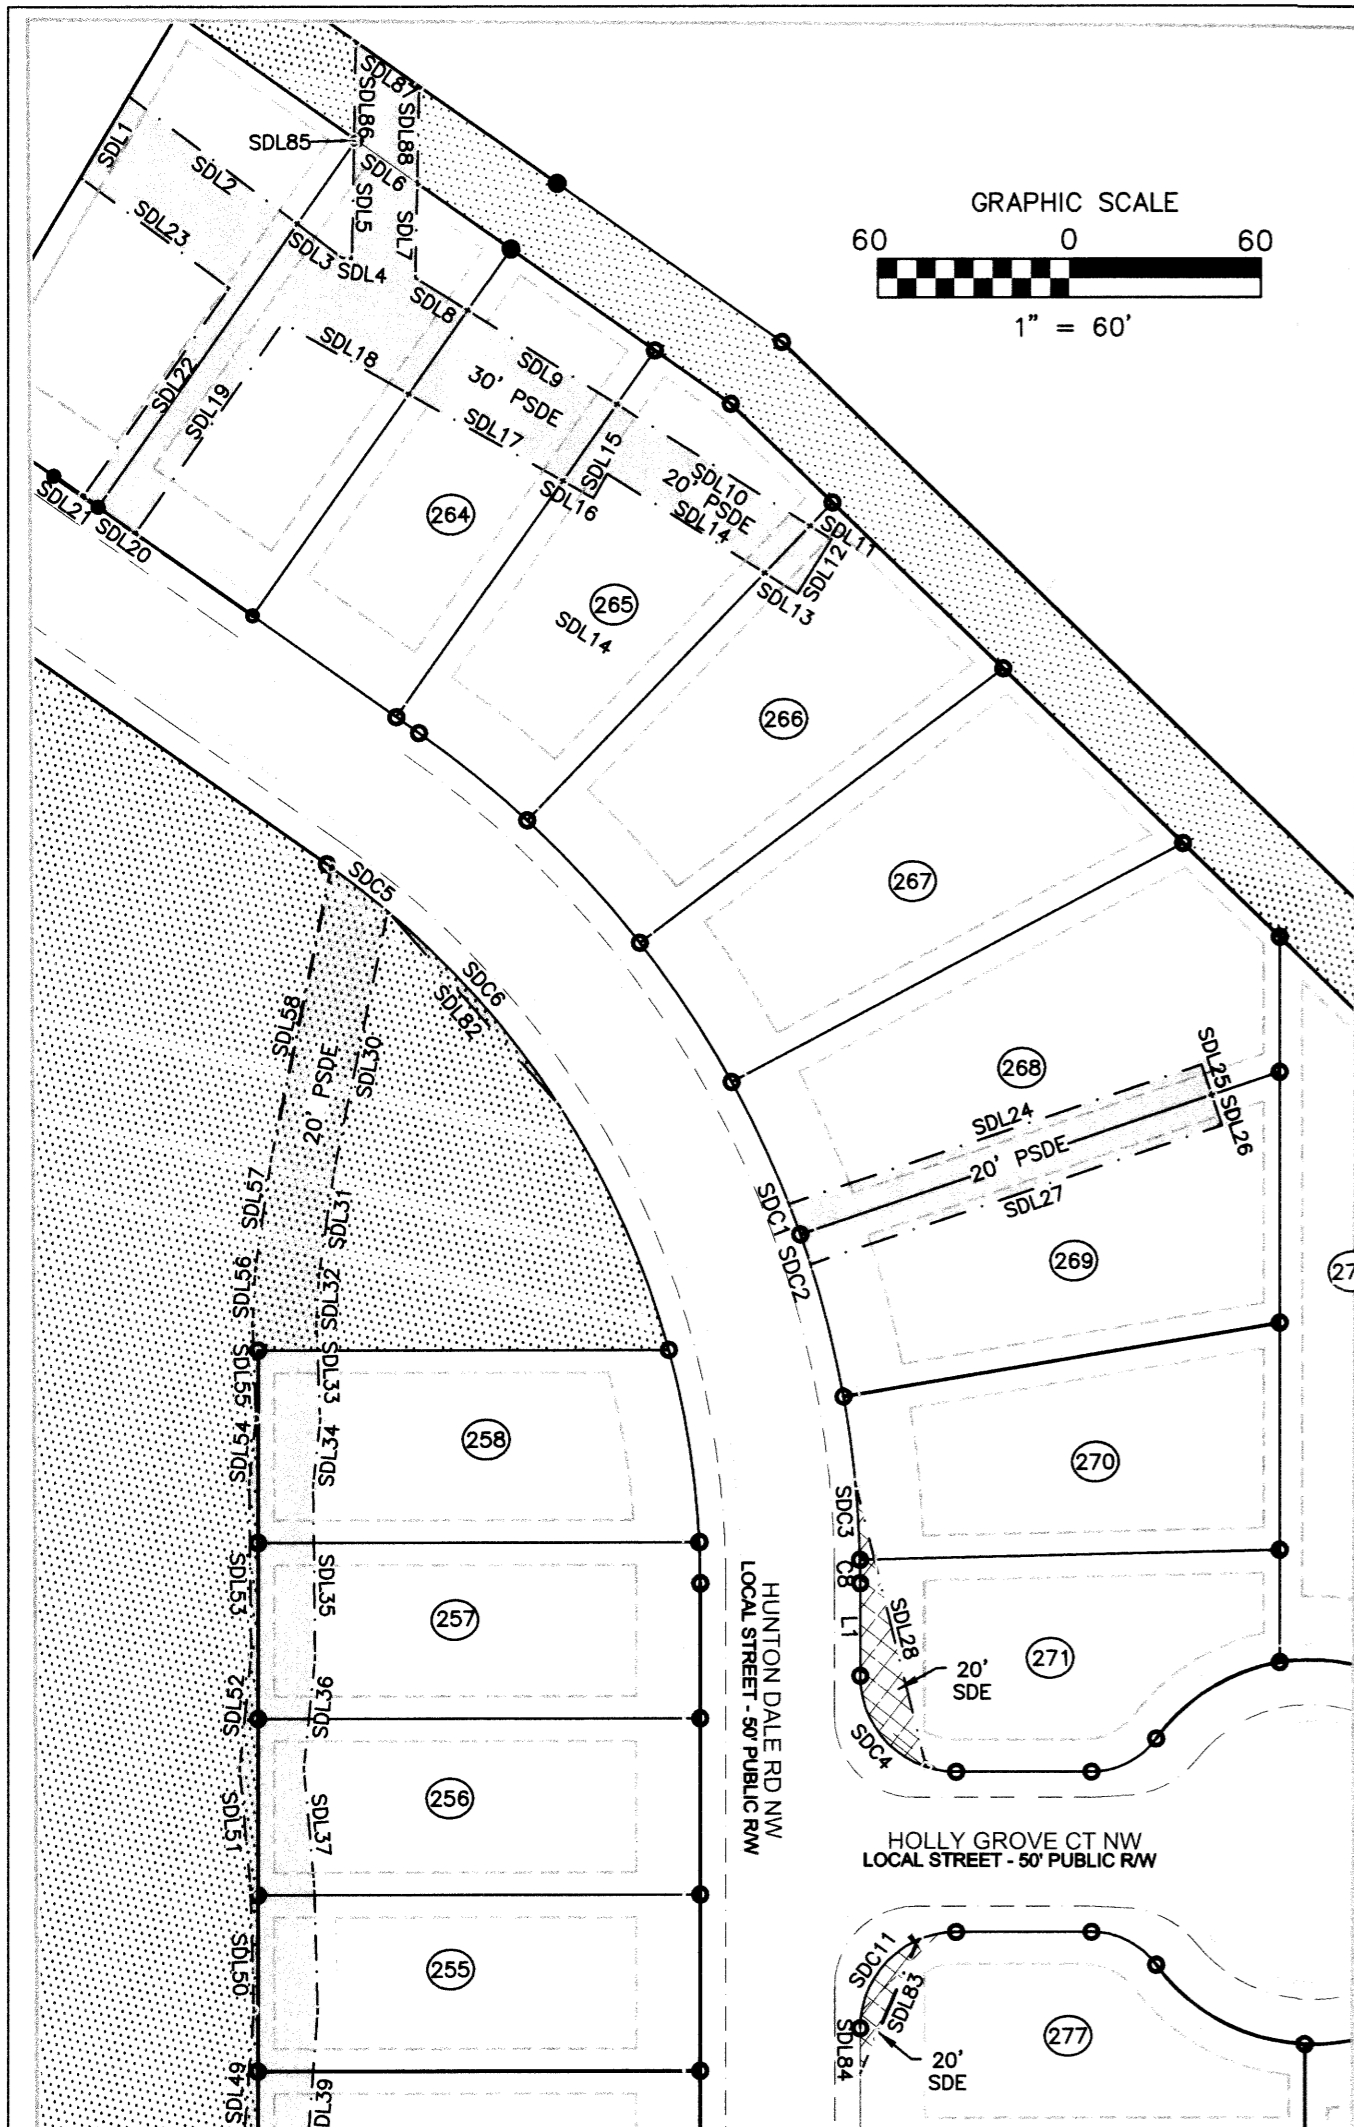 SDL87
SDL86
SDL88
SDL85
SDL6
SDL5
SDL7
SDL1
SDL2
SDL23
SDL3
SDL4
SDL8
GRAPHIC SCALE
60 0 60
1" = 60'
SDL18
SDL9
30' PSDE
SDL22
SDL19
SDL17
SDL15
SDL10
20' PSDE
SDL14
SDL16
SDL11
SDL12
SDL13
SDL21
SDL20
264
265
SDL14
266
267
SDC5
SDC6
SDL82
SDL58
20' PSDE
SDL30
268
SDL25
SDL26
SDL24
20' PSDE
SDL27
SDC1
SDC2
269
27
SDL57
SDL31
SDL56
SDL32
SDL55
SDL33
SDL54
SDL34
258
270
SDC3
C8
L1
SDL28
20'
SDE
271
SDC4
SDL53
SDL35
257
HUNTON DALE RD NW
LOCAL STREET - 50' PUBLIC R/W
SDL52
SDL36
256
SDL51
SDL37
HOLLY GROVE CT NW
LOCAL STREET - 50' PUBLIC R/W
255
SDL50
SDC11
SDL83
SDL84
20'
SDE
277
SDL49
DL39